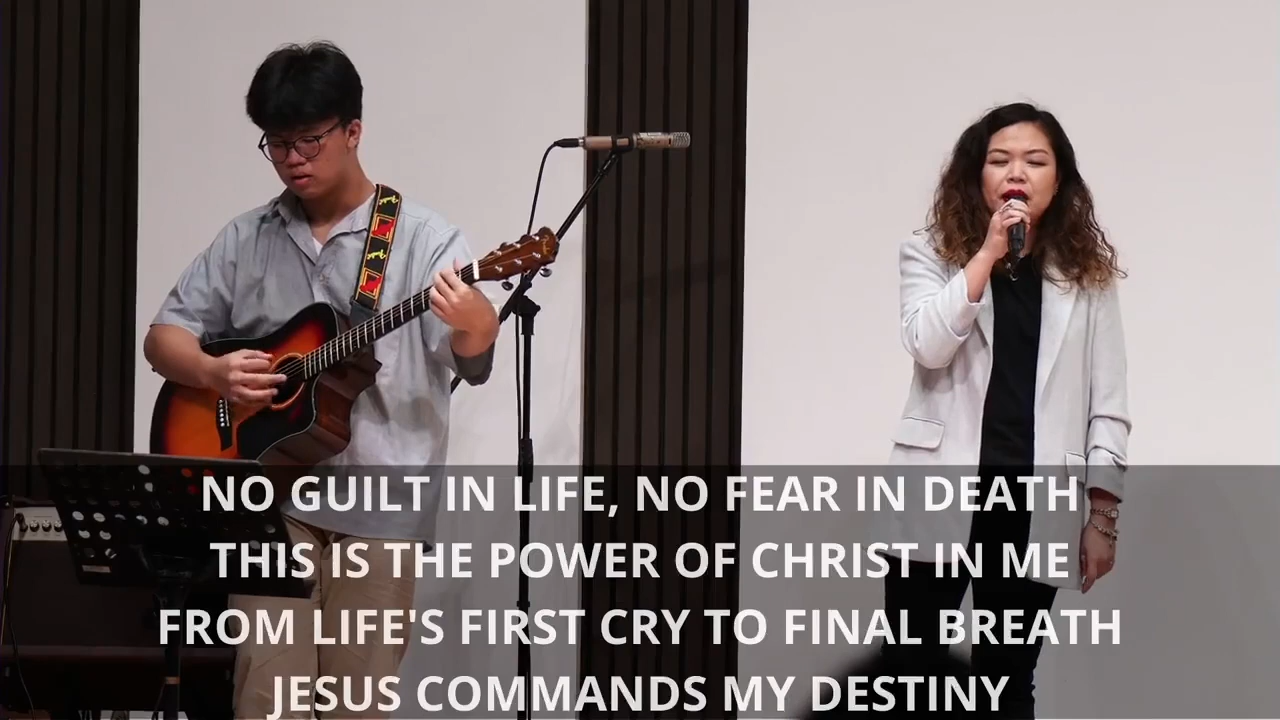 NO GUILT IN LIFE, NO FEAR IN DEATH
THIS IS THE POWER OF CHRIST IN ME
FROM LIFE'S FIRST CRY TO FINAL BREATH
JESUS COMMANDS MY DESTINY